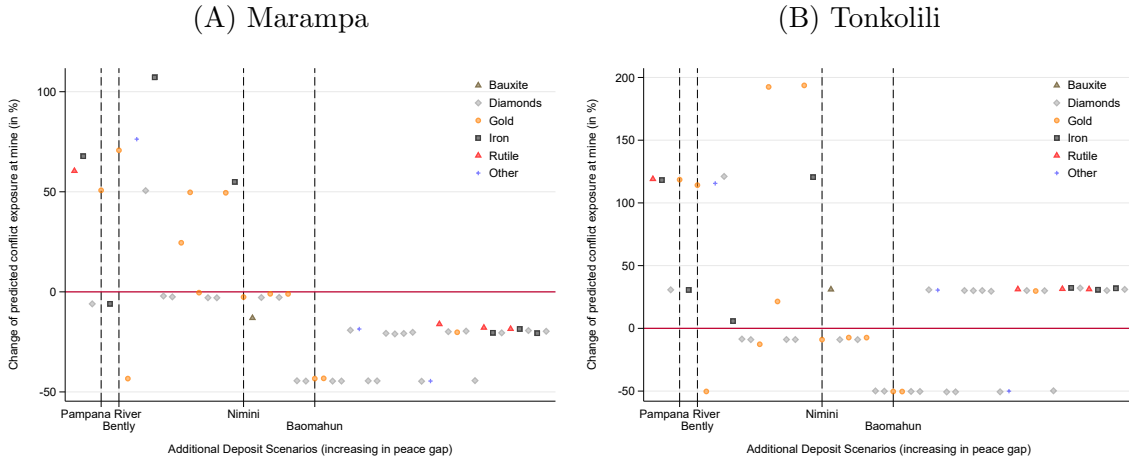 (A) Marampa
Change of predicted conflict exposure at mine (in %)
100
50
0
-50
Bauxite
Diamonds
Gold
Iron
Rutile
Other
Pampana River
Bently
Nimini
Baomahun
Additional Deposit Scenarios (increasing in peace gap)
(B) Tonkolili
Change of predicted conflict exposure at mine (in %)
200
150
100
50
0
-50
Bauxite
Diamonds
Gold
Iron
Rutile
Other
Pampana River
Bently
Nimini
Baomahun
Additional Deposit Scenarios (increasing in peace gap)